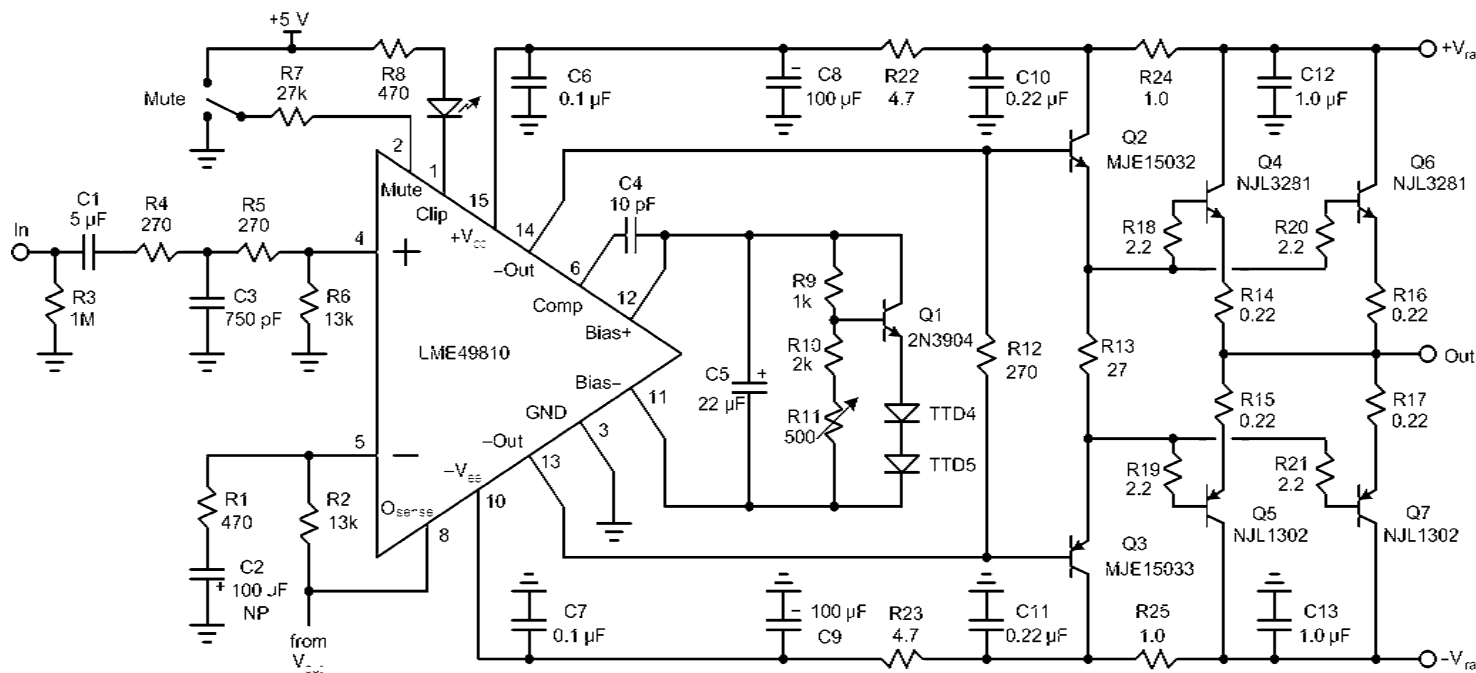 +5 V
+V_ra
R7
27k
R8
470
C6
0.1 µF
C8
100 µF
R22
4.7
C10
0.22 µF
R24
1.0
C12
1.0 µF
Mute
2
1
Mute
Clip
15
+V_CC
14
–Out
6
Comp
12
Bias+
C4
10 pF
Q2
MJE15032
Q4
NJL3281
Q6
NJL3281
R18
2.2
R20
2.2
In
C1
5 µF
R4
270
R5
270
4
+
R3
1M
C3
750 pF
R6
13k
LME49810
R9
1k
Q1
2N3904
R10
2k
R11
500
C5
22 µF
+
TTD4
TTD5
R12
270
R13
27
R14
0.22
R16
0.22
Out
R15
0.22
R17
0.22
Bias–
11
GND
3
–Out
13
–V_EE
10
5
–
O_sense
8
R1
470
R2
13k
C2
100 µF
NP
+
from
R19
2.2
R21
2.2
Q5
NJL1302
Q7
NJL1302
Q3
MJE15033
C7
0.1 µF
100 µF
C9
R23
4.7
C11
0.22 µF
R25
1.0
C13
1.0 µF
–V_ra